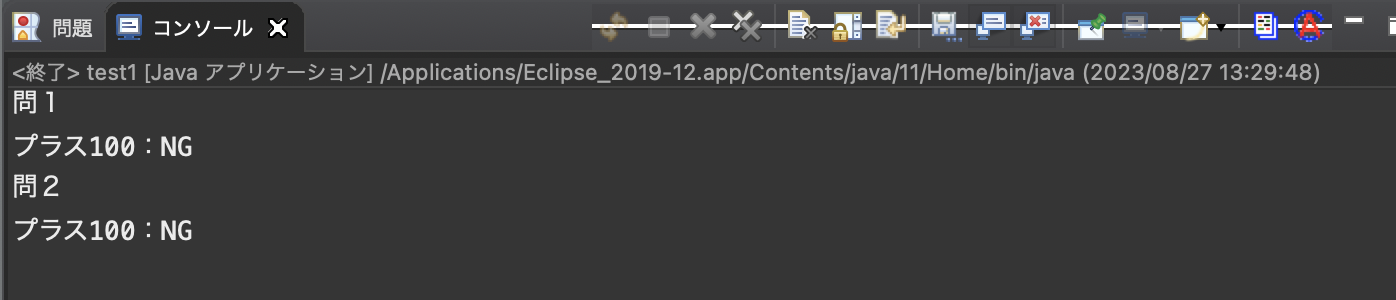 問題 コンソール
<終了> test1 [Java アプリケーション] /Applications/Eclipse_2019-12.app/Contents/java/11/Home/bin/java (2023/08/27 13:29:48)
問１
プラス100：NG
問２
プラス100：NG